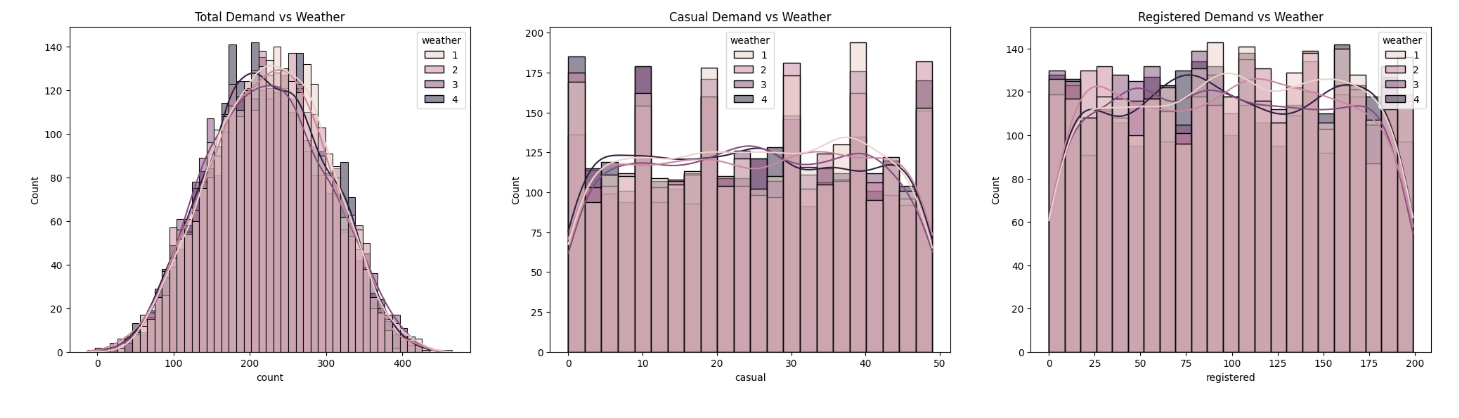 Total Demand vs Weather
weather
1
2
3
4
Count
140
120
100
80
60
40
20
0
0 100 200 300 400
count
Casual Demand vs Weather
weather
1
2
3
4
Count
200
175
150
125
100
75
50
25
0
0 10 20 30 40 50
casual
Registered Demand vs Weather
weather
1
2
3
4
Count
140
120
100
80
60
40
20
0
0 25 50 75 100 125 150 175 200
registered